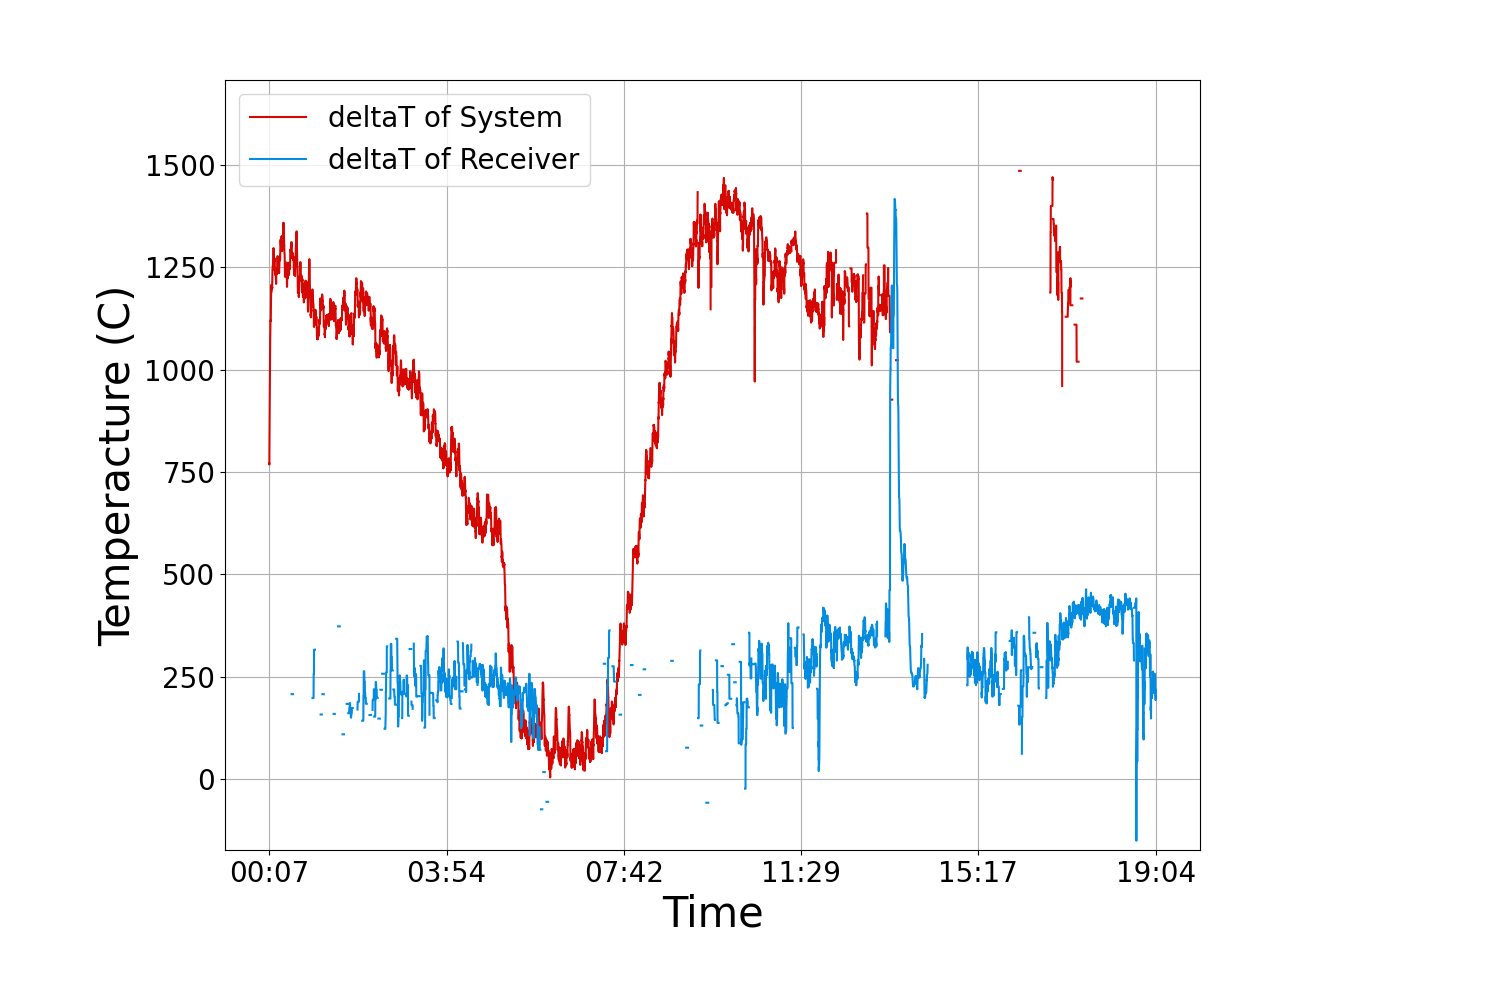 deltaT of System
deltaT of Receiver
1500
1250
1000
750
500
250
0
Temperacture (C)
00:07 03:54 07:42 11:29 15:17 19:04
Time